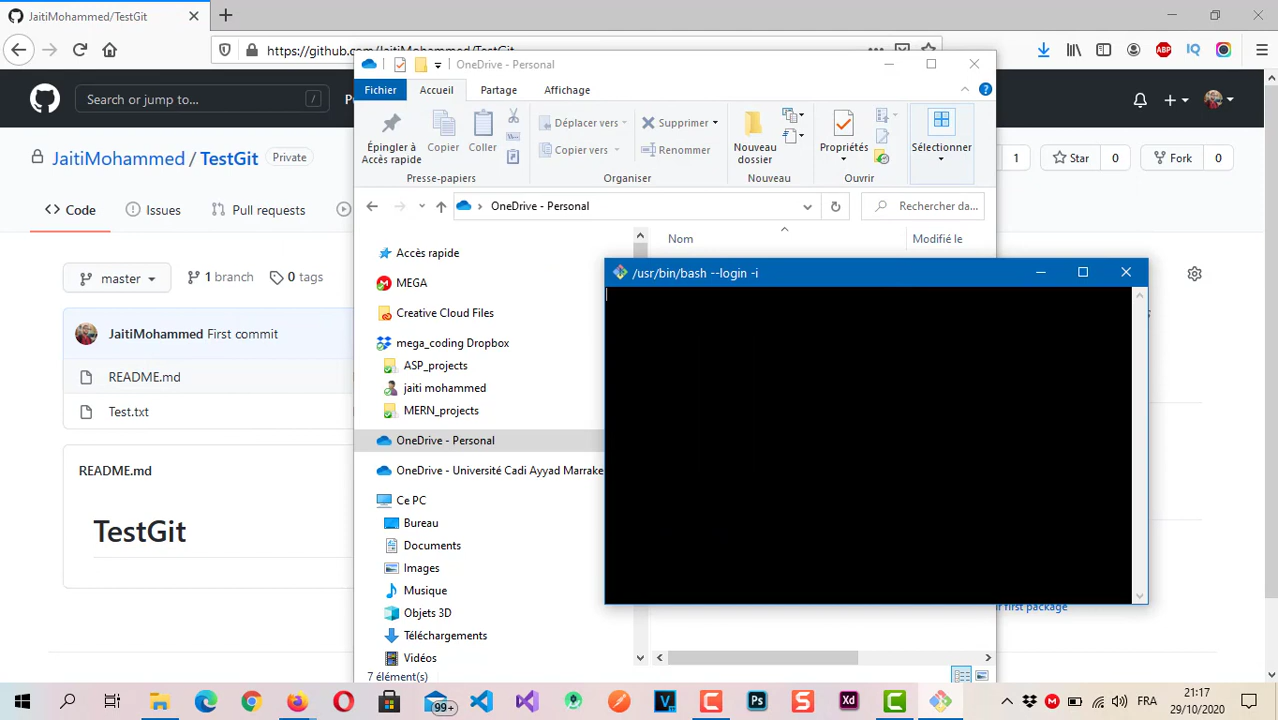 JaitiMohammed/TestGit
https://github.com/JaitiMohammed/TestGit
ABP
IQ
OneDrive - Personal
Search or jump to...
/
Fichier
Accueil
Partage
Affichage
Épingler à
Accès rapide
Copier
Coller
Déplacer vers
Copier vers
Supprimer
Renommer
Nouveau
dossier
Propriétés
Sélectionner
Presse-papiers
Organiser
Nouveau
Ouvrir
JaitiMohammed / TestGit
Private
1
Star
0
Fork
0
Code
Issues
Pull requests
OneDrive - Personal
Rechercher da...
Nom
Modifié le
master
1 branch
0 tags
JaitiMohammed First commit
README.md
Test.txt
README.md
TestGit
Accès rapide
MEGA
Creative Cloud Files
mega_coding Dropbox
ASP_projects
jaiti mohammed
MERN_projects
OneDrive - Personal
OneDrive - Université Cadi Ayyad Marrake
Ce PC
Bureau
Documents
Images
Musique
Objets 3D
Téléchargements
Vidéos
7 élément(s)
/usr/bin/bash --login -i
first package
99+
Ps
Xd
FRA
21:17
29/10/2020